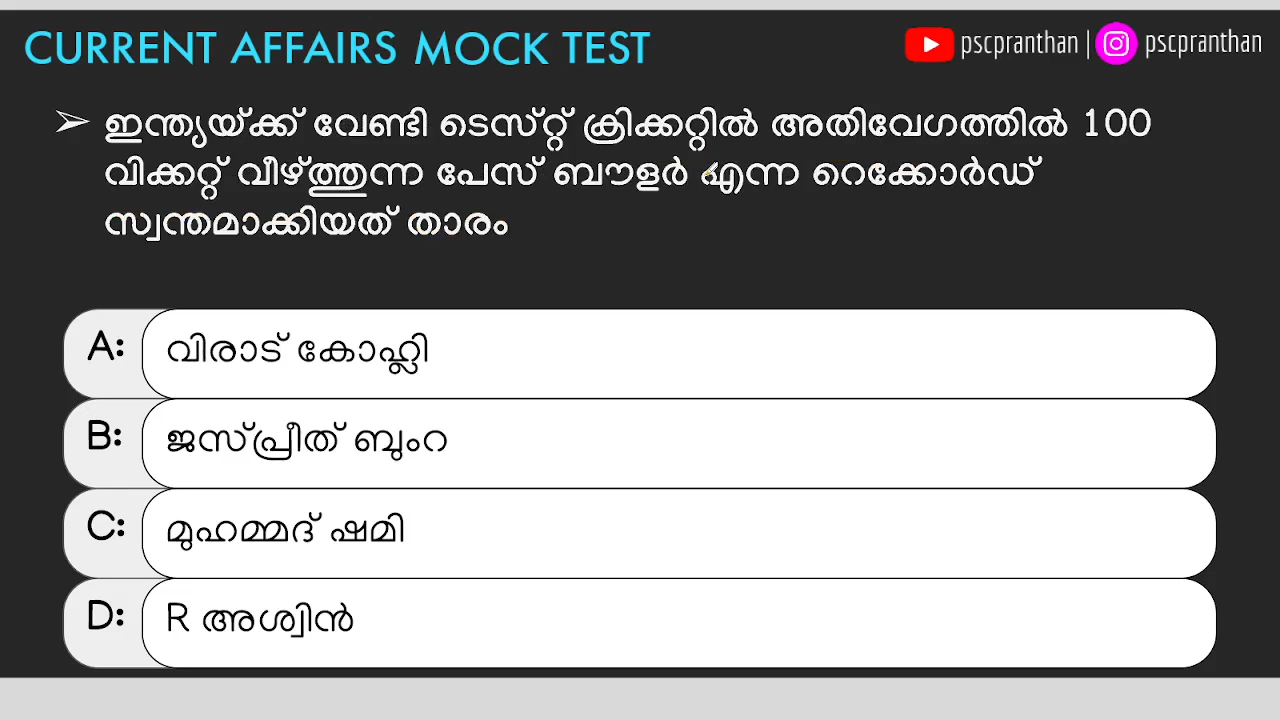 CURRENT AFFAIRS MOCK TEST
pscpranthan | pscpranthan
➢ ഇന്ത്യയ്ക്ക് വേണ്ടി ടെസ്റ്റ് ക്രിക്കറ്റിൽ അതിവേഗത്തിൽ 100
വിക്കറ്റ് വീഴ്ത്തുന്ന പേസ് ബൗളർ എന്ന റെക്കോർഡ്
സ്വന്തമാക്കിയത് താരം
A: വിരാട് കോഹ്ലി
B: ജസ്പ്രീത് ബുംറ
C: മുഹമ്മദ് ഷമി
D: R അശ്വിൻ